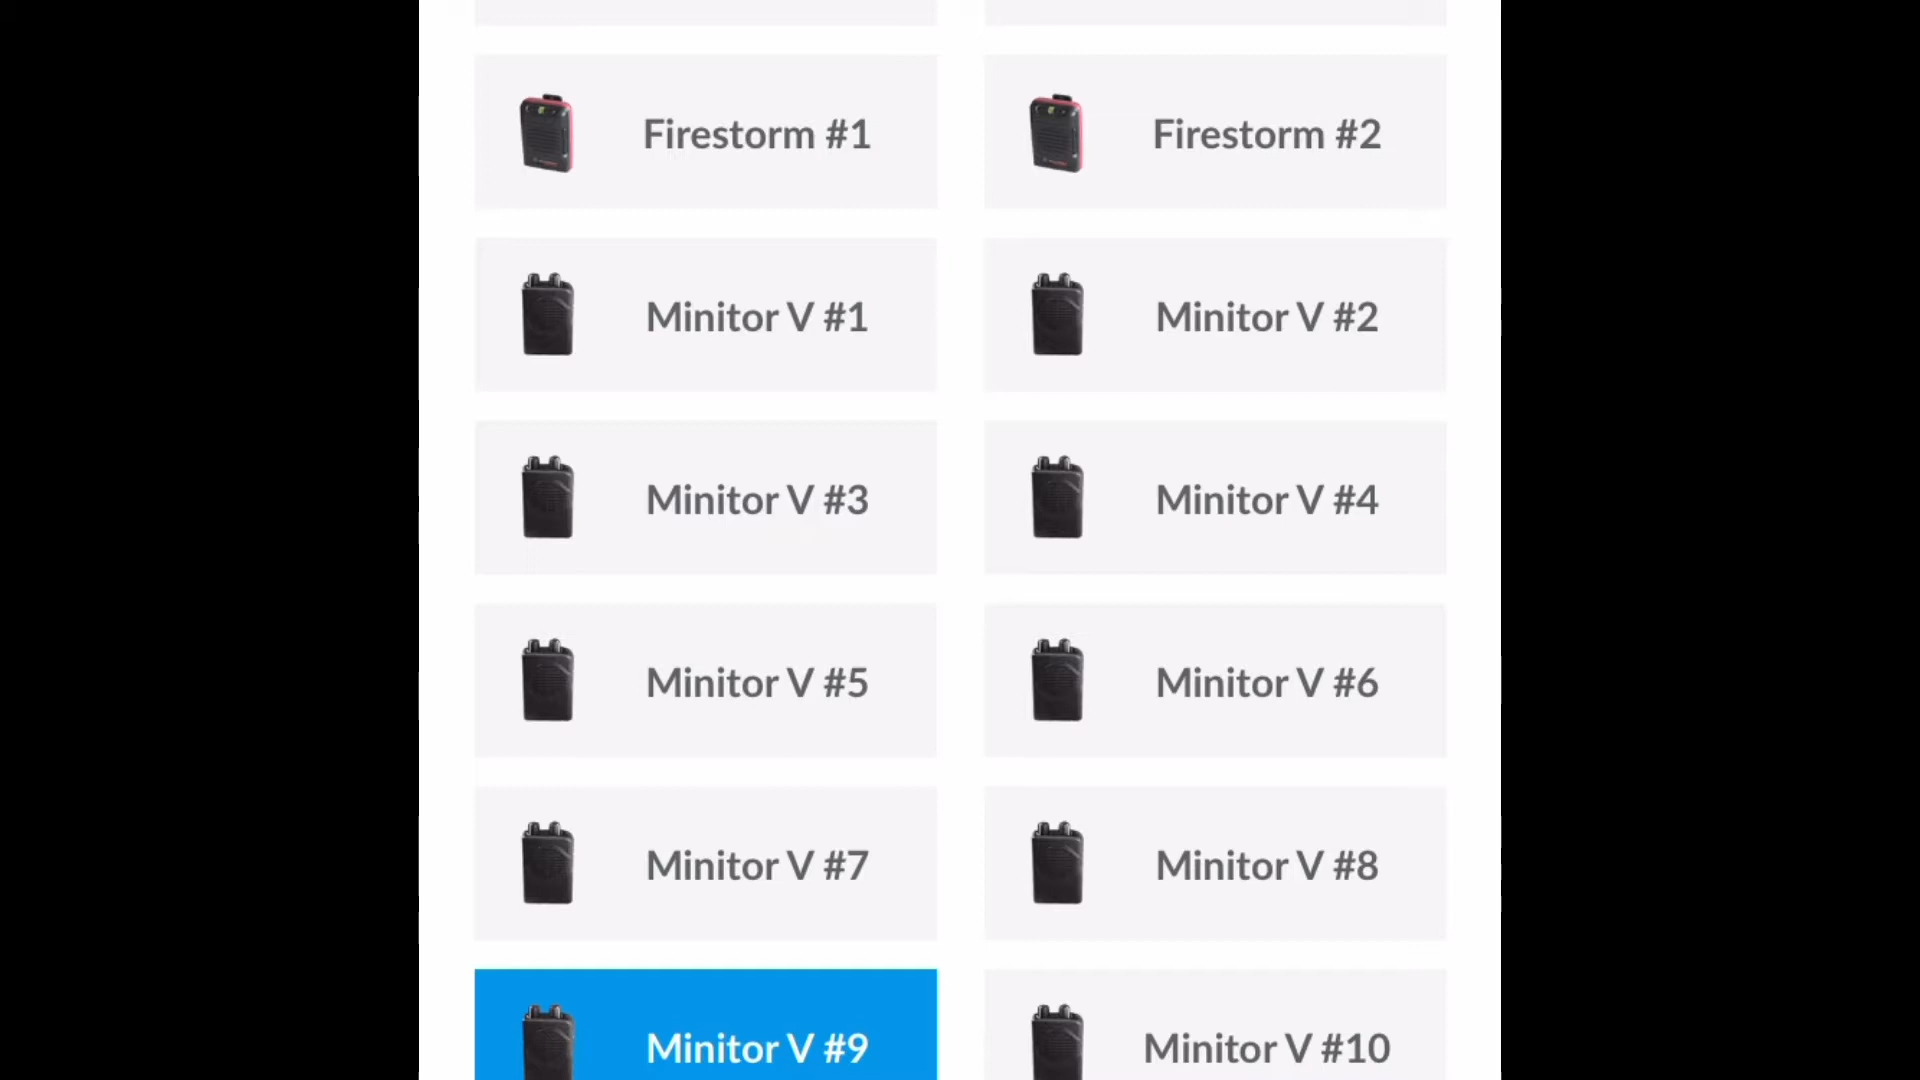 Firestorm #1
Firestorm #2
Minitor V #1
Minitor V #2
Minitor V #3
Minitor V #4
Minitor V #5
Minitor V #6
Minitor V #7
Minitor V #8
Minitor V #9
Minitor V #10